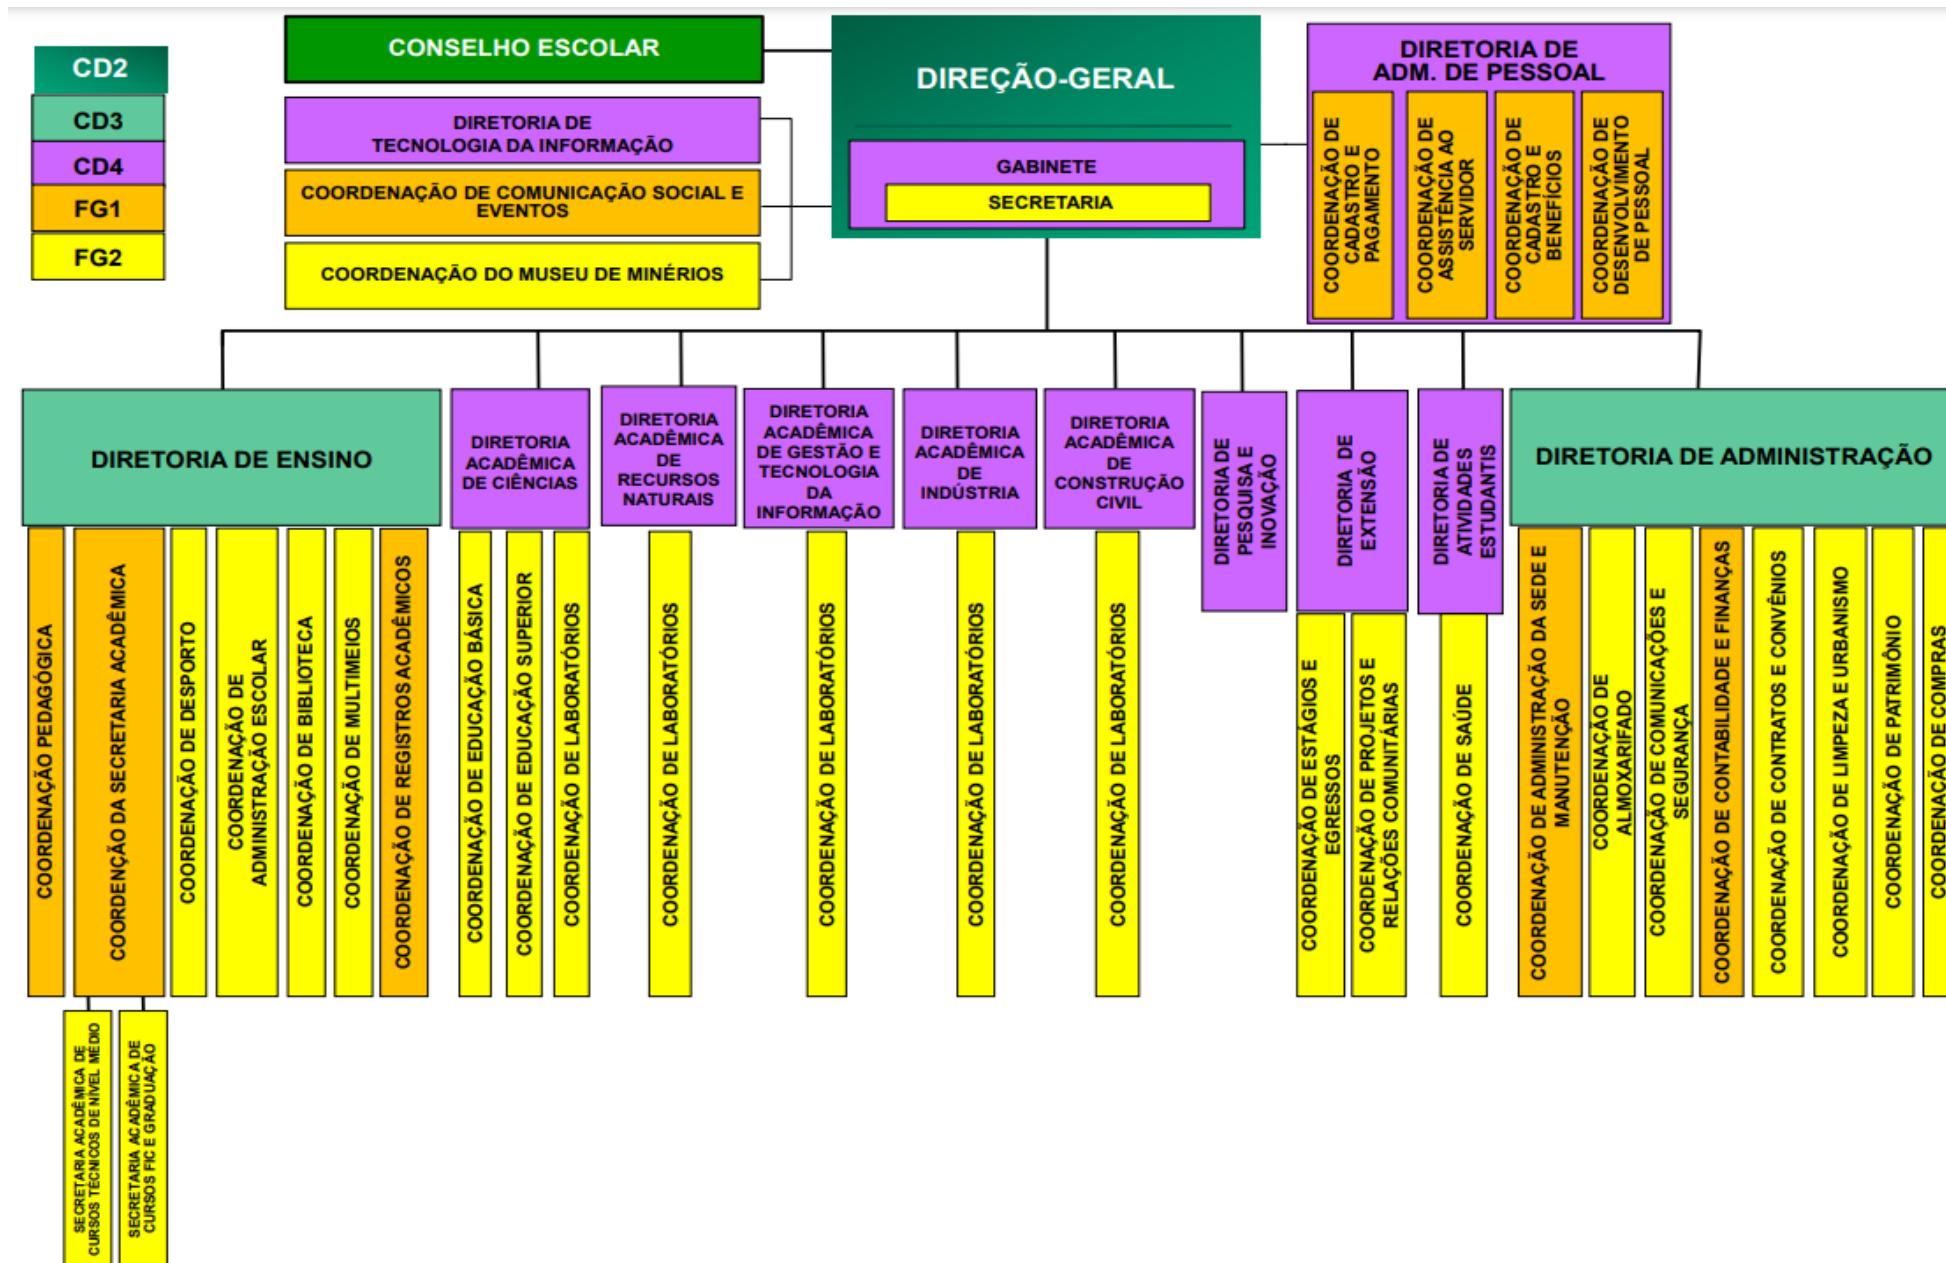 CD2
CD3
CD4
FG1
FG2
CONSELHO ESCOLAR
DIRETORIA DE
TECNOLOGIA DA INFORMAÇÃO
COORDENAÇÃO DE COMUNICAÇÃO SOCIAL E
EVENTOS
COORDENAÇÃO DO MUSEU DE MINÉRIOS
DIREÇÃO-GERAL
GABINETE
SECRETARIA
DIRETORIA DE
ADM. DE PESSOAL
COORDENAÇÃO DE
CADASTRO E
PAGAMENTO
COORDENAÇÃO DE
ASSISTÊNCIA AO
SERVIDOR
COORDENAÇÃO DE
CADASTRO E
BENEFÍCIOS
COORDENAÇÃO DE
DESENVOLVIMENTO
DE PESSOAL
DIRETORIA DE ENSINO
DIRETORIA
ACADÊMICA
DE CIÊNCIAS
DIRETORIA
ACADÊMICA
DE
RECURSOS
NATURAIS
DIRETORIA
ACADÊMICA
DE GESTÃO E
TECNOLOGIA
DA
INFORMAÇÃO
DIRETORIA
ACADÊMICA
DE
INDÚSTRIA
DIRETORIA
ACADÊMICA
DE
CONSTRUÇÃO
CIVIL
DIRETORIA DE
PESQUISA E
INOVAÇÃO
DIRETORIA DE
EXTENSÃO
DIRETORIA DE
ATIVIDADES
ESTUDANTIS
DIRETORIA DE ADMINISTRAÇÃO
COORDENAÇÃO PEDAGÓGICA
COORDENÇÃO DA SECRETARIA ACADÊMICA
COORDENAÇÃO DE DESPORTO
COORDENAÇÃO DE
ADMINISTRAÇÃO ESCOLAR
COORDENAÇÃO DE BIBLIOTECA
COORDENAÇÃO DE MULTIMEIOS
COORDENAÇÃO DE REGISTROS ACADÊMICOS
COORDENAÇÃO DE EDUCAÇÃO BÁSICA
COORDENAÇÃO DE EDUCAÇÃO SUPERIOR
COORDENAÇÃO DE LABORATÓRIOS
COORDENAÇÃO DE LABORATÓRIOS
COORDENAÇÃO DE LABORATÓRIOS
COORDENAÇÃO DE LABORATÓRIOS
COORDENAÇÃO DE LABORATÓRIOS
COORDENAÇÃO DE ESTÁGIOS E
EGRESSOS
COORDENAÇÃO DE PROJETOS E
RELAÇÕES COMUNITÁRIAS
COORDENAÇÃO DE SAÚDE
COORDENAÇÃO DE ADMINISTRAÇÃO DA SEDE E
MANUTENÇÃO
COORDENAÇÃO DE
ALMOXARIFADO
COORDENAÇÃO DE COMUNICAÇÕES E
SEGURANÇA
COORDENAÇÃO DE CONTABILIDADE E FINANÇAS
COORDENAÇÃO DE CONTRATOS E CONVÊNIOS
COORDENAÇÃO DE LIMPEZA E URBANISMO
COORDENAÇÃO DE PATRIMÔNIO
COORDENAÇÃO DE COMPRAS
SECRETARIA ACADÊMICA DE
CURSOS TÉCNICOS DE NÍVEL MÉDIO
SECRETARIA ACADÊMICA DE
CURSOS FIC E GRADUAÇÃO